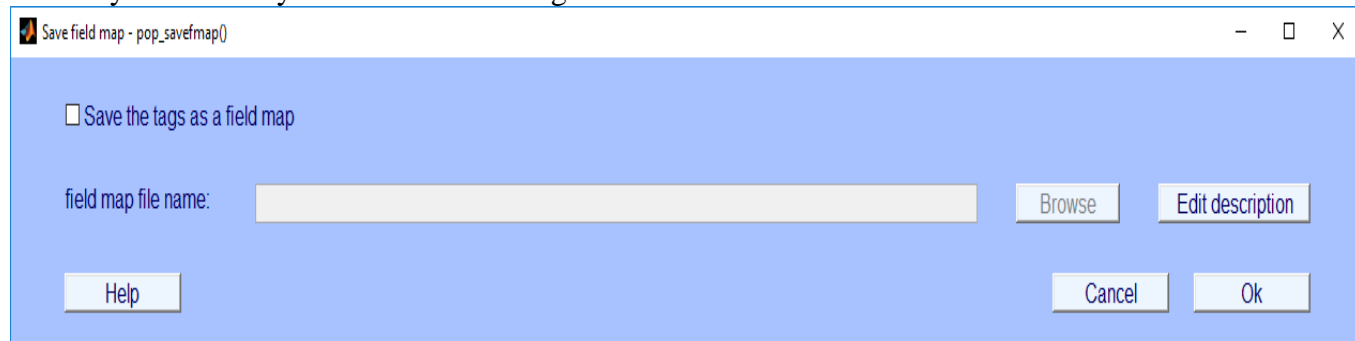 Save field map - pop_savefmap()
Save the tags as a field map
field map file name:
Browse
Edit description
Help
Cancel
Ok